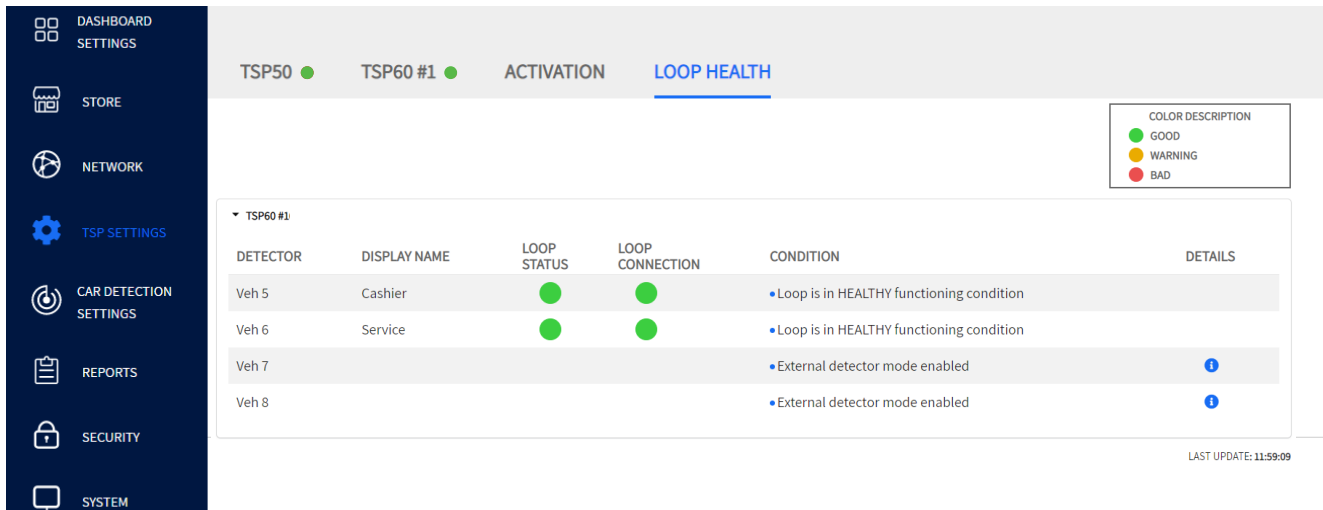 DASHBOARD
SETTINGS
STORE
NETWORK
TSP SETTINGS
CAR DETECTION
SETTINGS
REPORTS
SECURITY
SYSTEM
TSP50
TSP60 #1
ACTIVATION
LOOP HEALTH
COLOR DESCRIPTION
GOOD
WARNING
BAD
TSP60 #1
DETECTOR DISPLAY NAME LOOP STATUS LOOP CONNECTION CONDITION DETAILS
Veh 5 Cashier Loop is in HEALTHY functioning condition
Veh 6 Service Loop is in HEALTHY functioning condition
Veh 7 External detector mode enabled
Veh 8 External detector mode enabled
LAST UPDATE: 11:59:09